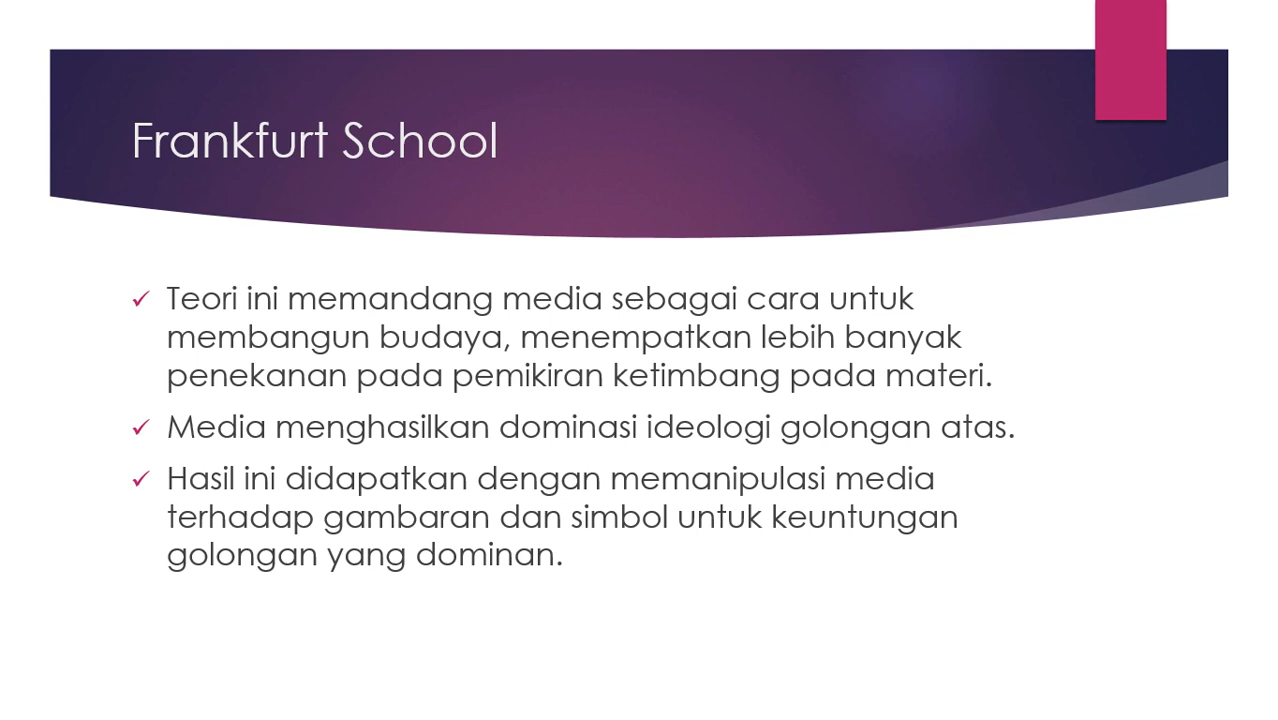 Frankfurt School
✓ Teori ini memandang media sebagai cara untuk
membangun budaya, menempatkan lebih banyak
penekanan pada pemikiran ketimbang pada materi.
✓ Media menghasilkan dominasi ideologi golongan atas.
✓ Hasil ini didapatkan dengan memanipulasi media
terhadap gambaran dan simbol untuk keuntungan
golongan yang dominan.